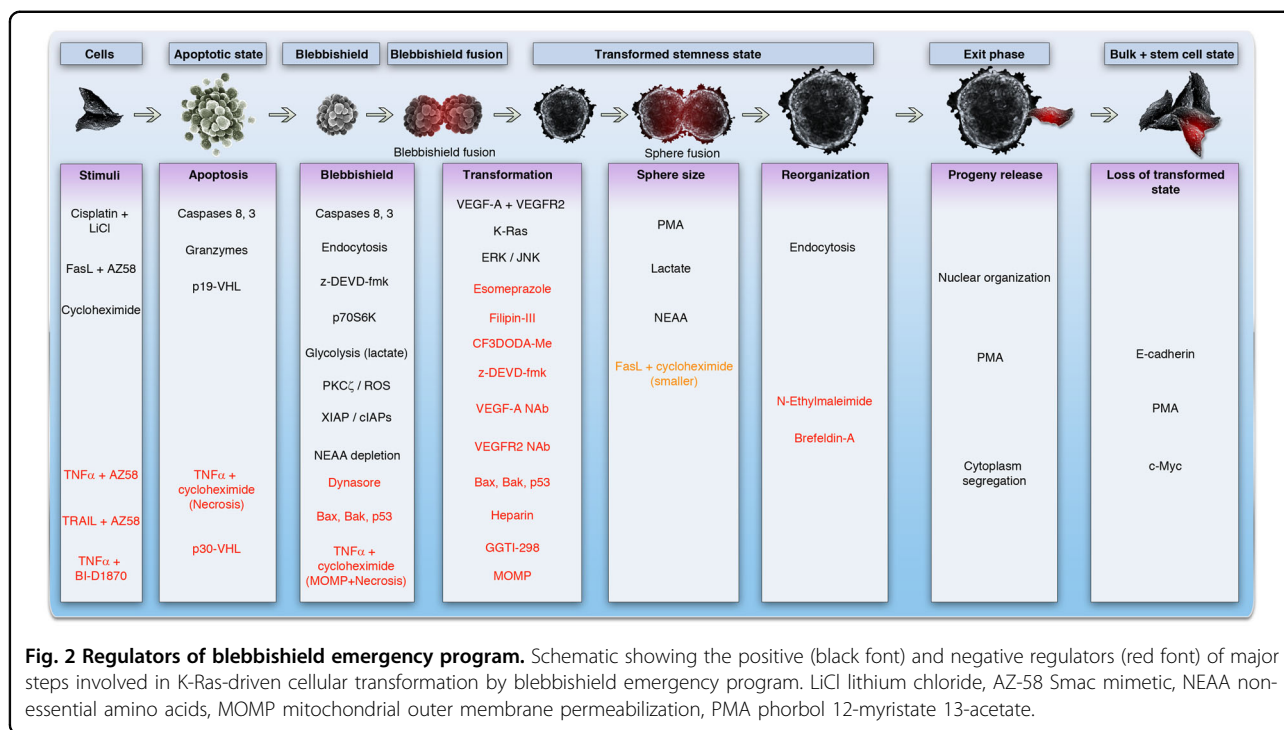 Cells
Apoptotic state
Blebbishield
Blebbishield fusion
Transformed stemness state
Exit phase
Bulk + stem cell state
Blebbishield fusion
Sphere fusion
Stimuli
Cisplatin +
LiCl
FasL + AZ58
Cycloheximide
TNFα + AZ58
TRAIL + AZ58
TNFα +
BI-D1870
Apoptosis
Caspases 8, 3
Granzymes
p19-VHL
TNFα +
cycloheximide
(Necrosis)
p30-VHL
Blebbishield
Caspases 8, 3
Endocytosis
z-DEVD-fmk
p70S6K
Glycolysis (lactate)
PKCζ / ROS
XIAP / cIAPs
NEAA depletion
Dynasore
Bax, Bak, p53
TNFα +
cycloheximide
(MOMP+Necrosis)
Transformation
VEGF-A + VEGFR2
K-Ras
ERK / JNK
Esomeprazole
Filipin-III
CF3DODA-Me
z-DEVD-fmk
VEGF-A NAb
VEGFR2 NAb
Bax, Bak, p53
Heparin
GGTI-298
MOMP
Sphere size
PMA
Lactate
NEAA
FasL + cycloheximide
(smaller)
Reorganization
Endocytosis
N-Ethylmaleimide
Brefeldin-A
Progeny release
Nuclear organization
PMA
Cytoplasm
segregation
Loss of transformed
state
E-cadherin
PMA
c-Myc
Fig. 2 Regulators of blebbishield emergency program. Schematic showing the positive (black font) and negative regulators (red font) of major
steps involved in K-Ras-driven cellular transformation by blebbishield emergency program. LiCl lithium chloride, AZ-58 Smac mimetic, NEAA non-
essential amino acids, MOMP mitochondrial outer membrane permeabilization, PMA phorbol 12-myristate 13-acetate.